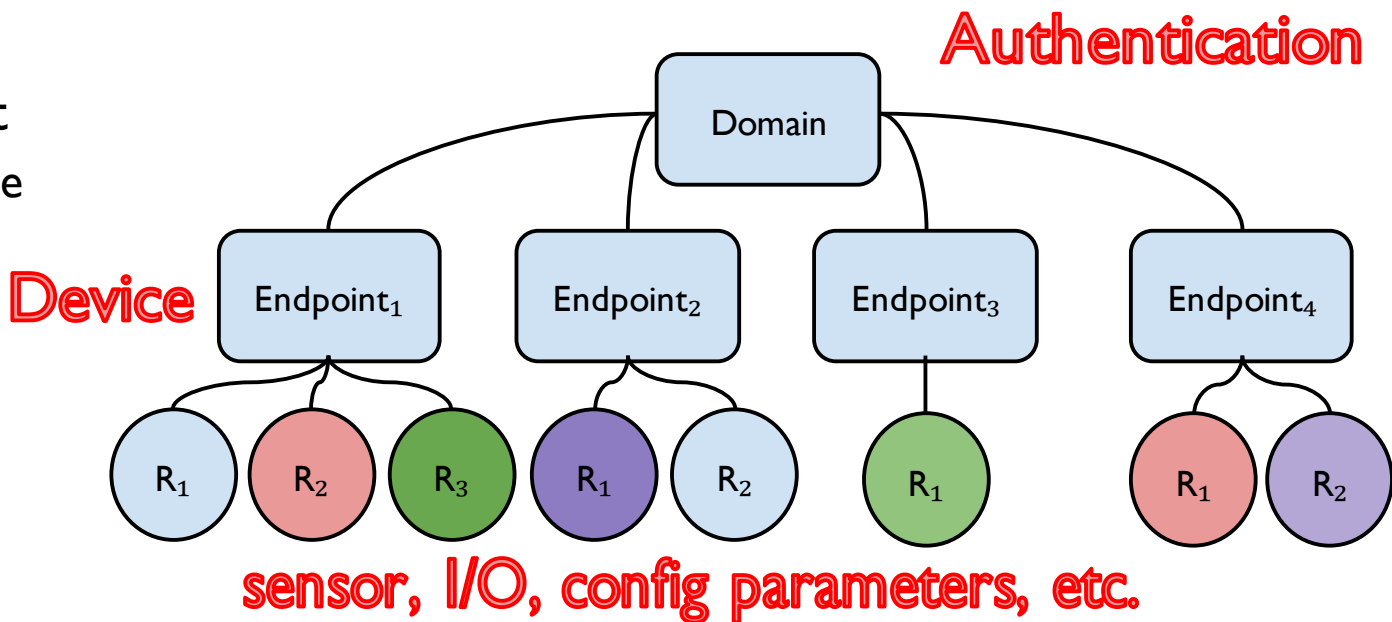 Authentication
Domain
t
e
Device
Endpoint₁
Endpoint₂
Endpoint₃
Endpoint₄
R₁
R₂
R₃
R₁
R₂
R₁
R₁
R₂
sensor, I/O, config parameters, etc.